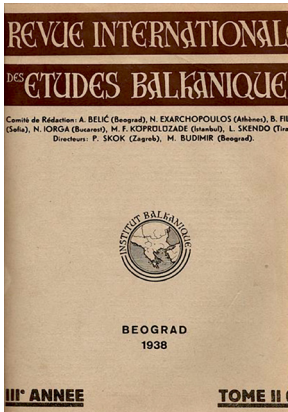 REVUE INTERNATIONALE
DES ETUDES BALKANIQUE
Comité de Rédaction: A. BELIĆ (Beograd), N. EXARCHOPOULOS (Athènes), B. FIL
(Sofia), N. IORGA (Bucarest), M. F. KÖPRÜLÜZADE (Istanbul), L. SKENDO (Tira
Directeurs: P. SKOK (Zagreb), M. BUDIMIR (Beograd).
INSTITUT BALKANIQUE
BEOGRAD
1938
IIIe ANNEE TOME II